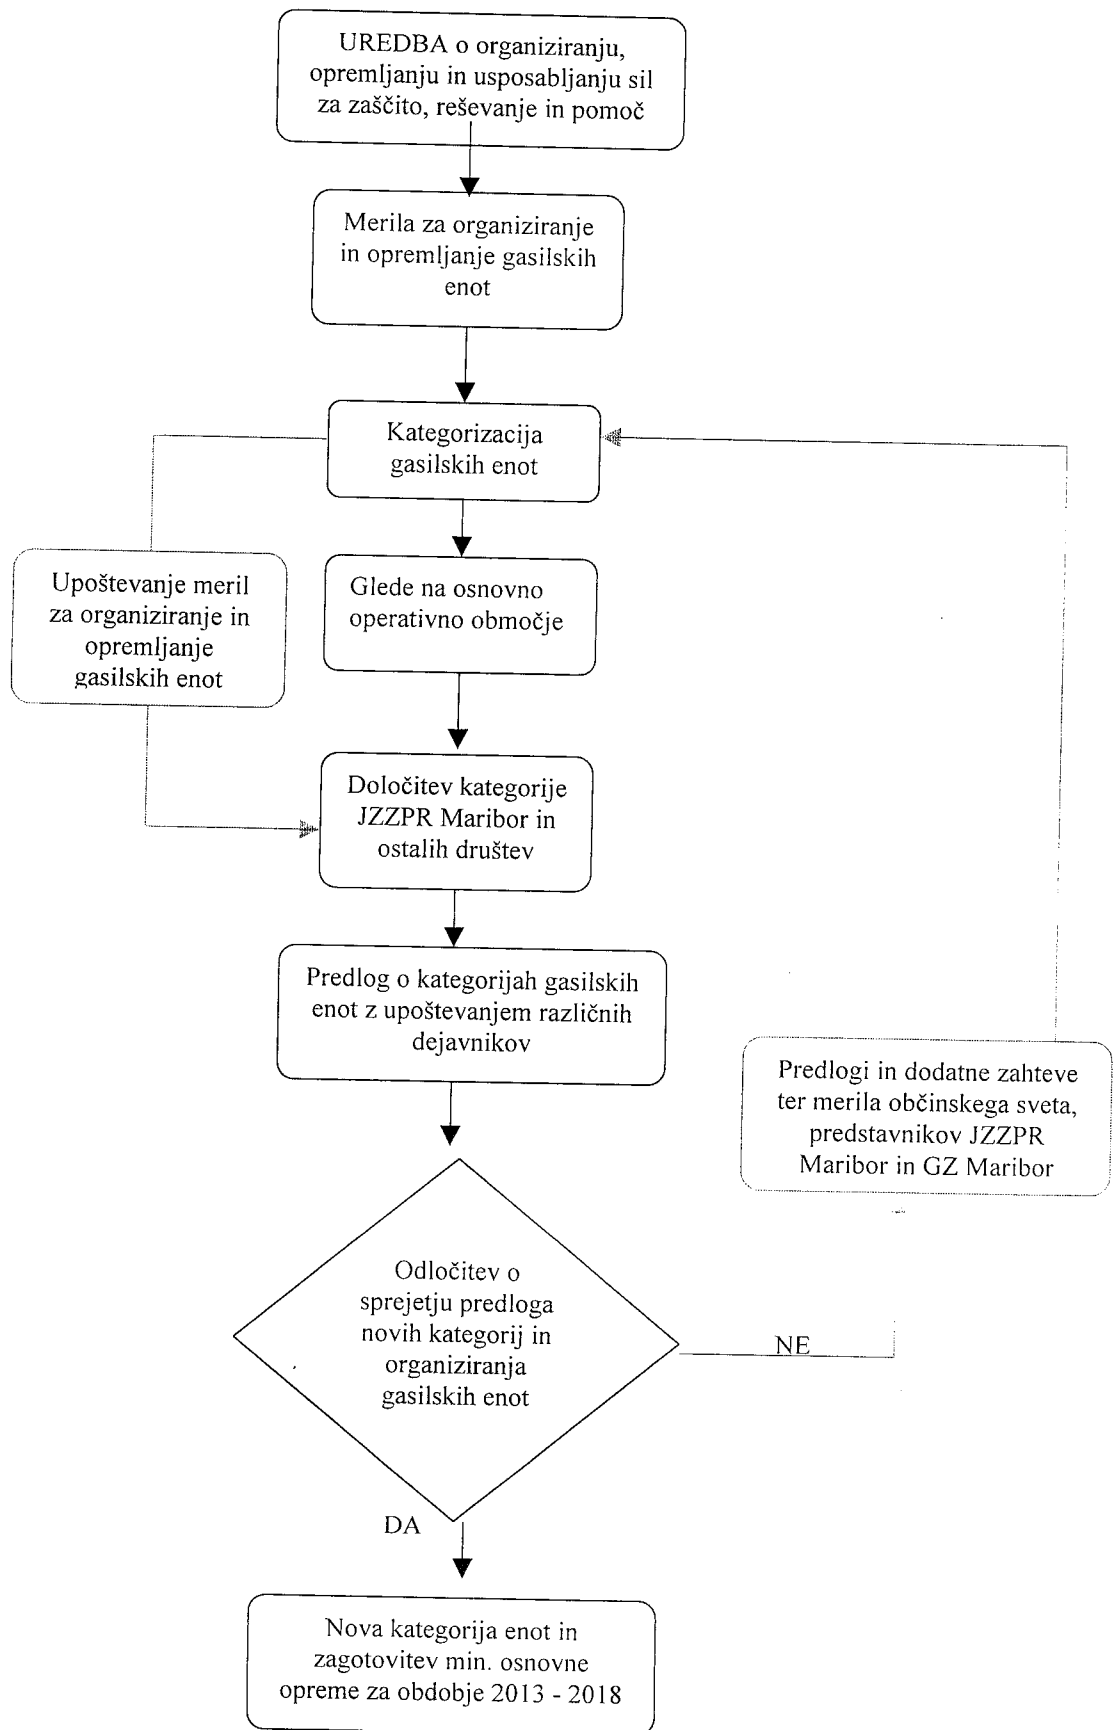 UREDBA o organiziranju,
opremljanju in usposabljanju sil
za zaščito, reševanje in pomoč
Merila za organiziranje
in opremljanje gasilskih
enot
Kategorizacija
gasilskih enot
Upoštevanje meril
za organiziranje in
opremljanje
gasilskih enot
Glede na osnovno
operativno območje
Določitev kategorije
JZZPR Maribor in
ostalih društev
Predlog o kategorijah gasilskih
enot z upoštevanjem različnih
dejavnikov
Predlogi in dodatne zahteve
ter merila občinskega sveta,
predstavnikov JZZPR
Maribor in GZ Maribor
Odločitev o
sprejetju predloga
novih kategorij in
organiziranja
gasilskih enot
NE
DA
Nova kategorija enot in
zagotovitev min. osnovne
opreme za obdobje 2013 - 2018